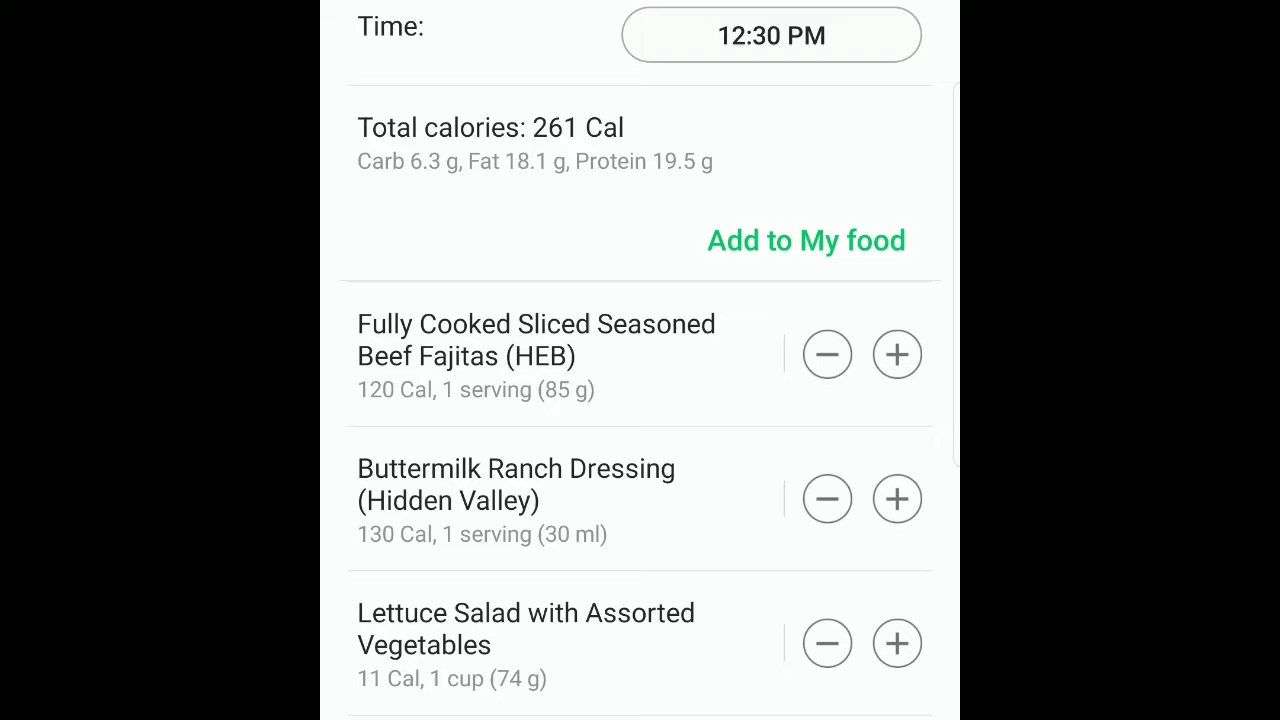 Time:
12:30 PM
Total calories: 261 Cal
Carb 6.3 g, Fat 18.1 g, Protein 19.5 g
Add to My food
Fully Cooked Sliced Seasoned
Beef Fajitas (HEB)
120 Cal, 1 serving (85 g)
Buttermilk Ranch Dressing
(Hidden Valley)
130 Cal, 1 serving (30 ml)
Lettuce Salad with Assorted
Vegetables
11 Cal, 1 cup (74 g)